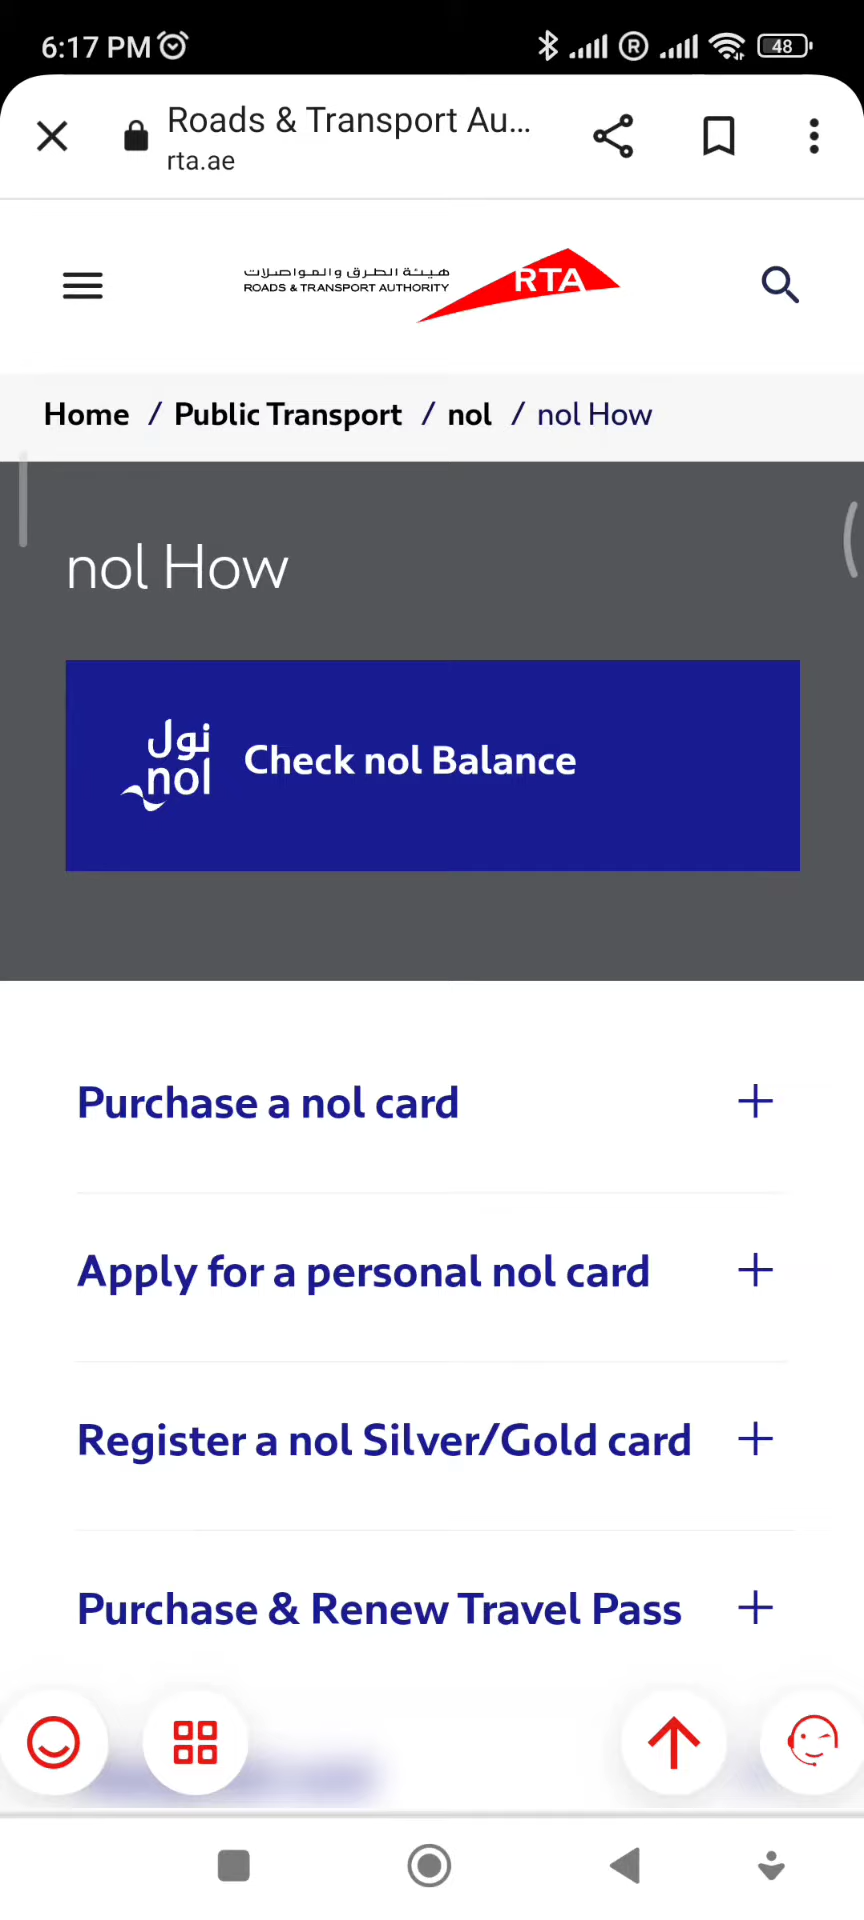 6:17 PM
R
48
Roads & Transport Au...
rta.ae
هيئة الطرق والمواصلات
ROADS & TRANSPORT AUTHORITY
RTA
Home / Public Transport / nol / nol How
nol How
نول
nol
Check nol Balance
Purchase a nol card
Apply for a personal nol card
Register a nol Silver/Gold card
Purchase & Renew Travel Pass